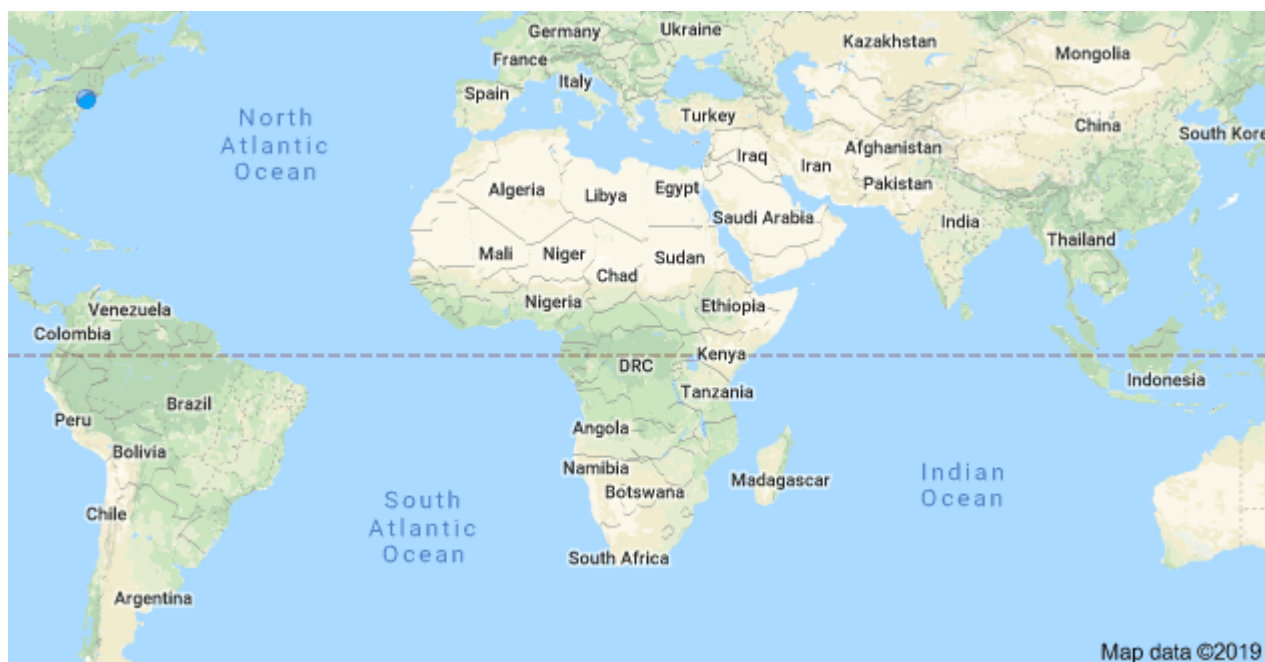 Germany
Ukraine
Kazakhstan
Mongolia
France
Italy
Spain
Turkey
North
Atlantic
Ocean
China
South Kore
Afghanistan
Iraq
Iran
Pakistan
Algeria
Libya
Egypt
Saudi Arabia
India
Thailand
Mali
Niger
Chad
Sudan
Nigeria
Ethiopia
Venezuela
Colombia
DRC
Kenya
Indonesia
Tanzania
Brazil
Peru
Angola
Bolivia
Namibia
Botswana
Madagascar
Indian
Ocean
Chile
South
Atlantic
Ocean
South Africa
Argentina
Map data ©2019